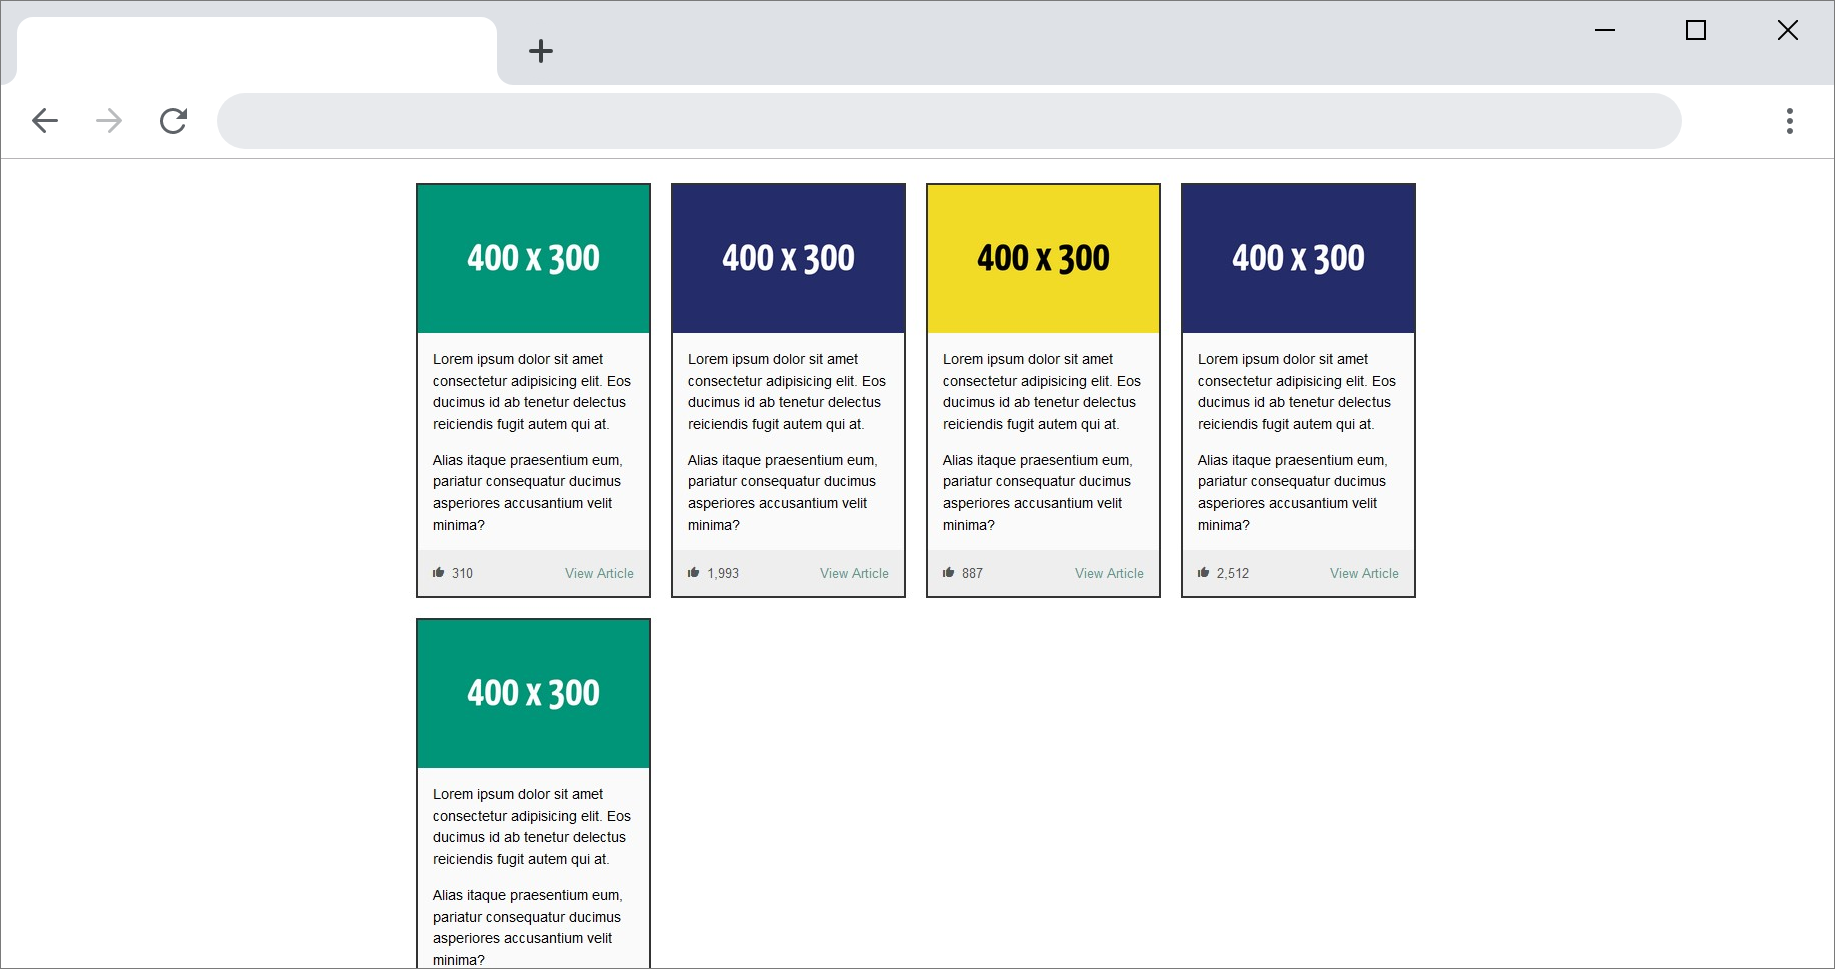 400 x 300
Lorem ipsum dolor sit amet
consectetur adipisicing elit. Eos
ducimus id ab tenetur delectus
reiciendis fugit autem qui at.
Alias itaque praesentium eum,
pariatur consequatur ducimus
asperiores accusantium velit
minima?
310 View Article
400 x 300
Lorem ipsum dolor sit amet
consectetur adipisicing elit. Eos
ducimus id ab tenetur delectus
reiciendis fugit autem qui at.
Alias itaque praesentium eum,
pariatur consequatur ducimus
asperiores accusantium velit
minima?
1,993 View Article
400 x 300
Lorem ipsum dolor sit amet
consectetur adipisicing elit. Eos
ducimus id ab tenetur delectus
reiciendis fugit autem qui at.
Alias itaque praesentium eum,
pariatur consequatur ducimus
asperiores accusantium velit
minima?
887 View Article
400 x 300
Lorem ipsum dolor sit amet
consectetur adipisicing elit. Eos
ducimus id ab tenetur delectus
reiciendis fugit autem qui at.
Alias itaque praesentium eum,
pariatur consequatur ducimus
asperiores accusantium velit
minima?
2,512 View Article
400 x 300
Lorem ipsum dolor sit amet
consectetur adipisicing elit. Eos
ducimus id ab tenetur delectus
reiciendis fugit autem qui at.
Alias itaque praesentium eum,
pariatur consequatur ducimus
asperiores accusantium velit
minima?